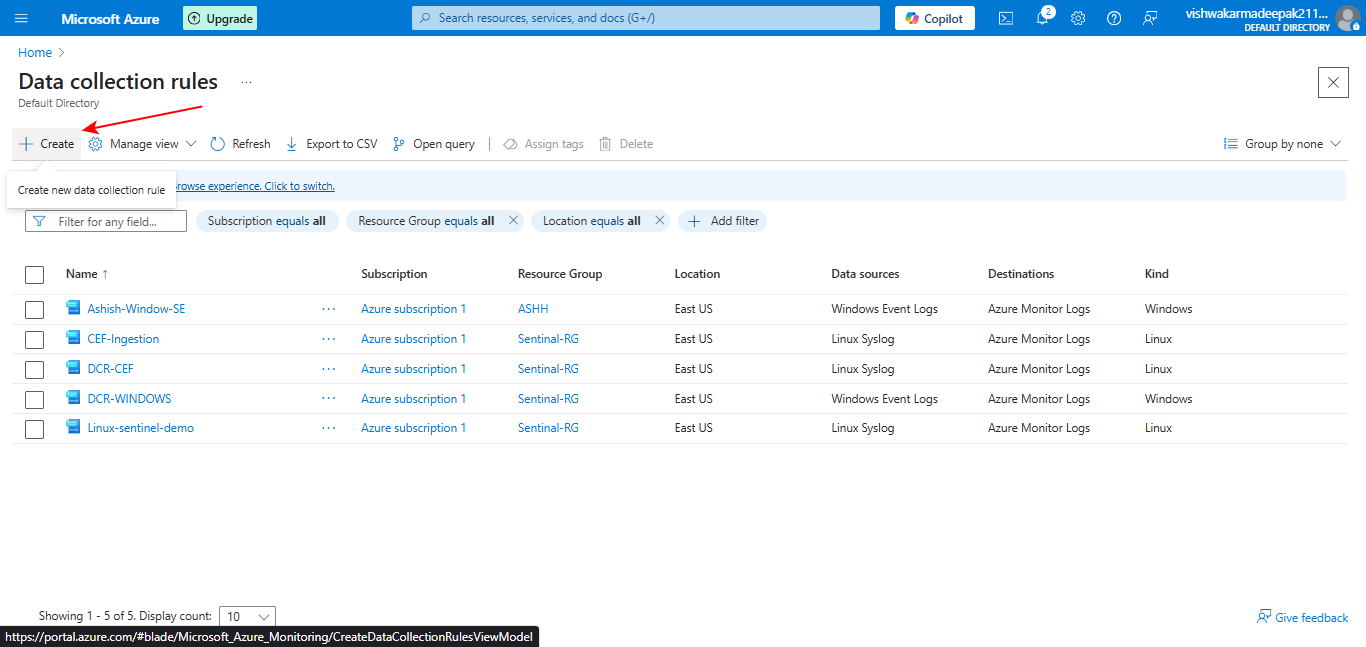 Microsoft Azure
Upgrade
Search resources, services, and docs (G+/)
Copilot
2
vishwakarmadeepak211...
DEFAULT DIRECTORY
Home
Data collection rules ...
Default Directory
Create Manage view Refresh Export to CSV Open query Assign tags Delete Group by none
Create new data collection rule
rowse experience. Click to switch.
Filter for any field... Subscription equals all Resource Group equals all Location equals all Add filter
Name ↑ Subscription Resource Group Location Data sources Destinations Kind
Ashish-Window-SE ... Azure subscription 1 ASHH East US Windows Event Logs Azure Monitor Logs Windows
CEF-Ingestion ... Azure subscription 1 Sentinal-RG East US Linux Syslog Azure Monitor Logs Linux
DCR-CEF ... Azure subscription 1 Sentinal-RG East US Linux Syslog Azure Monitor Logs Linux
DCR-WINDOWS ... Azure subscription 1 Sentinal-RG East US Windows Event Logs Azure Monitor Logs Windows
Linux-sentinel-demo ... Azure subscription 1 Sentinal-RG East US Linux Syslog Azure Monitor Logs Linux
Showing 1 - 5 of 5. Display count: 10
Give feedback
https://portal.azure.com/#blade/Microsoft_Azure_Monitoring/CreateDataCollectionRulesViewModel